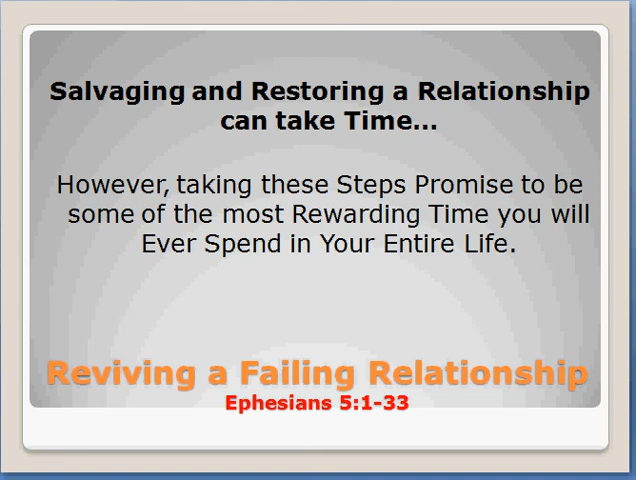 Salvaging and Restoring a Relationship
can take Time...
However, taking these Steps Promise to be
some of the most Rewarding Time you will
Ever Spend in Your Entire Life.
Reviving a Failing Relationship
Ephesians 5:1-33